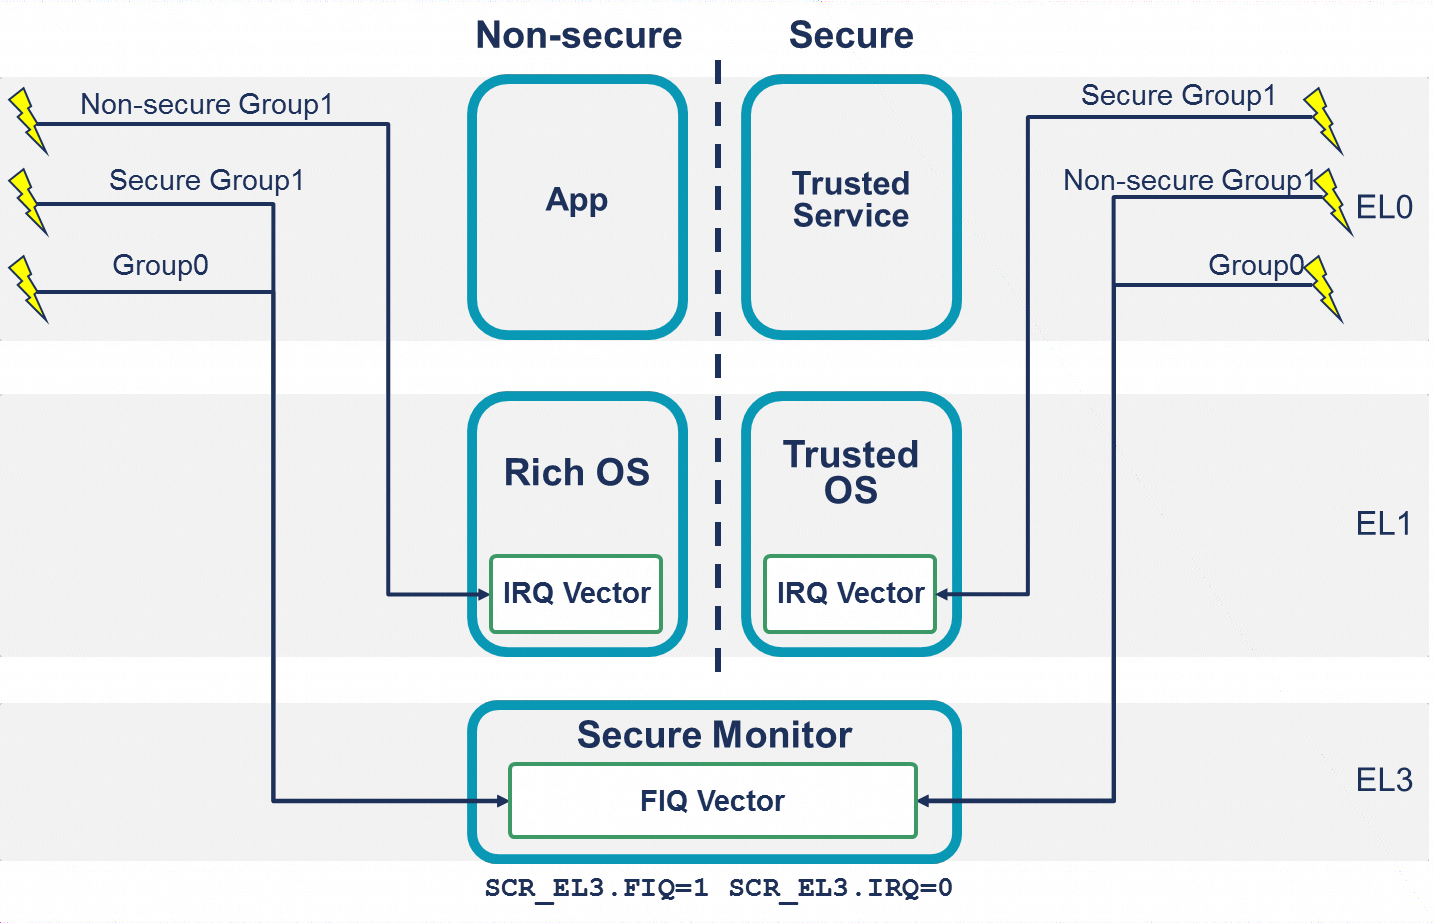 Non-secure
Secure
Non-secure Group1
Secure Group1
Group0
App
Trusted
Service
Secure Group1
Non-secure Group1
Group0
EL0
Rich OS
IRQ Vector
Trusted
OS
IRQ Vector
EL1
Secure Monitor
FIQ Vector
EL3
SCR_EL3.FIQ=1 SCR_EL3.IRQ=0